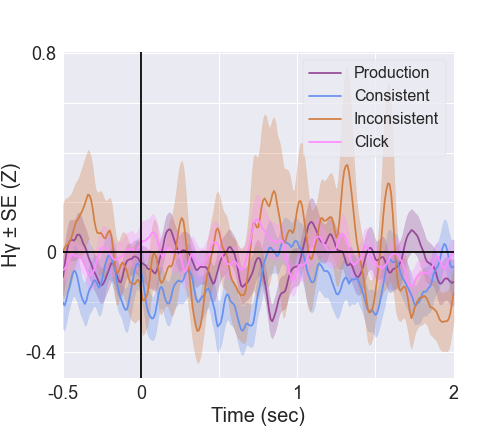 0.8
Production
Consistent
Inconsistent
Click
Hγ ± SE (Z)
0
-0.4
-0.5 0 1 2
Time (sec)